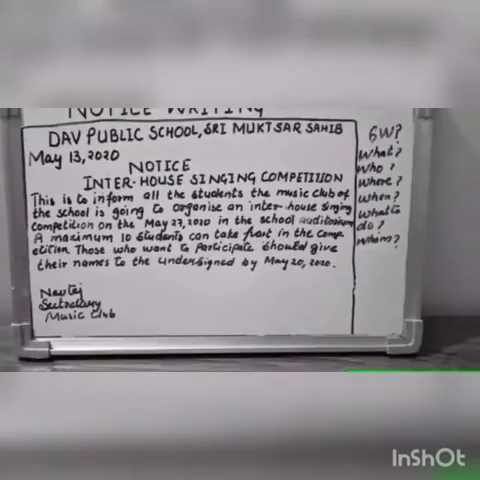 NOTICE WRITING
DAV PUBLIC SCHOOL, SRI MUKTSAR SAHIB
May 13, 2020
NOTICE
INTER-HOUSE SINGING COMPETITION
This is to inform all the students the music club of
the school is going to organise an inter-house singing
competition on the May 27, 2020 in the school auditorium
A maximum 10 students can take part in the comp-
etition. Those who want to participate should give
their names to the undersigned by May 20, 2020.
Navtej
Secretary
Music Club
6W?
What?
Who?
Where?
When?
What to
do?
Whom?
InShOt